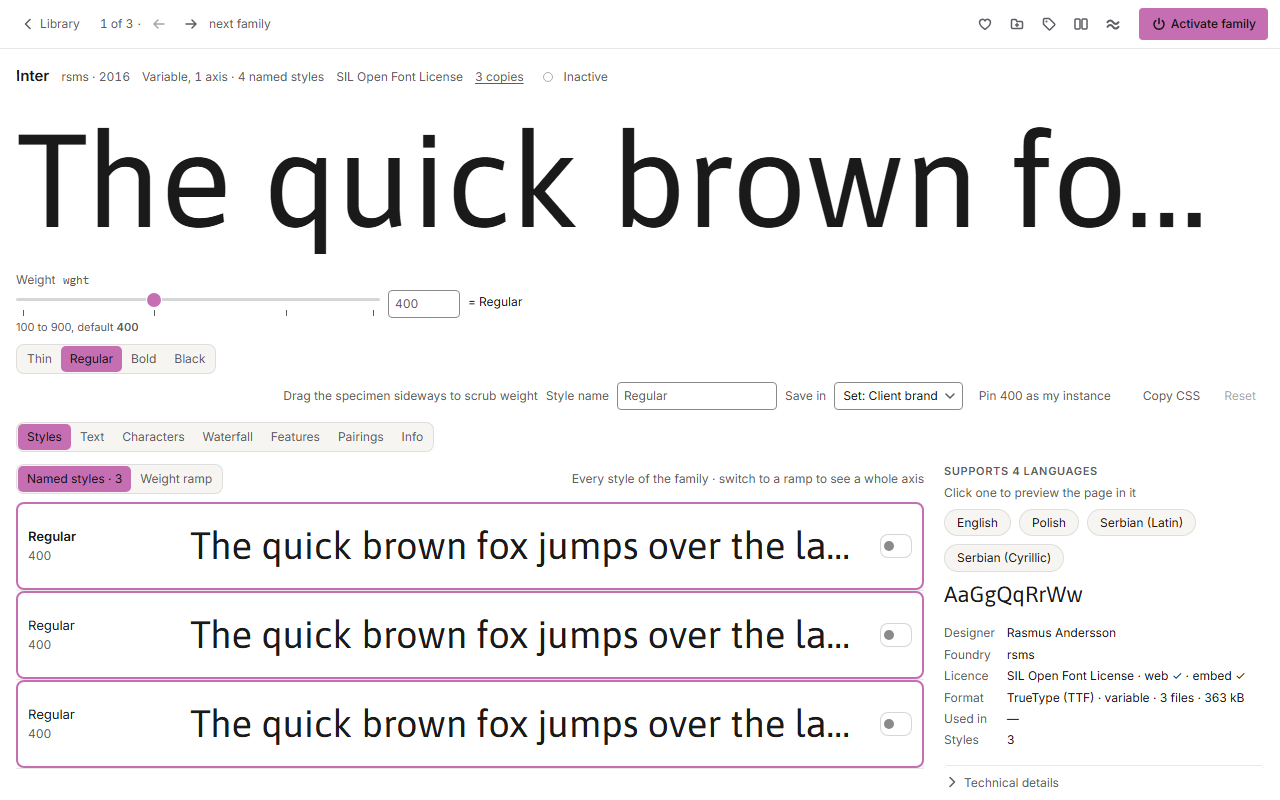 Library 1 of 3 · next family Activate family
Inter rsms · 2016 Variable, 1 axis · 4 named styles SIL Open Font License 3 copies Inactive
The quick brown fo...
Weight wght
400 = Regular
100 to 900, default 400
Thin Regular Bold Black
Drag the specimen sideways to scrub weight Style name Regular Save in Set: Client brand Pin 400 as my instance Copy CSS Reset
Styles Text Characters Waterfall Features Pairings Info
Named styles · 3 Weight ramp Every style of the family · switch to a ramp to see a whole axis
Regular
400
The quick brown fox jumps over the la...
Regular
400
The quick brown fox jumps over the la...
Regular
400
The quick brown fox jumps over the la...
SUPPORTS 4 LANGUAGES
Click one to preview the page in it
English Polish Serbian (Latin)
Serbian (Cyrillic)
AaGgQqRrWw
Designer Rasmus Andersson
Foundry rsms
Licence SIL Open Font License · web ✓ · embed ✓
Format TrueType (TTF) · variable · 3 files · 363 kB
Used in —
Styles 3
Technical details